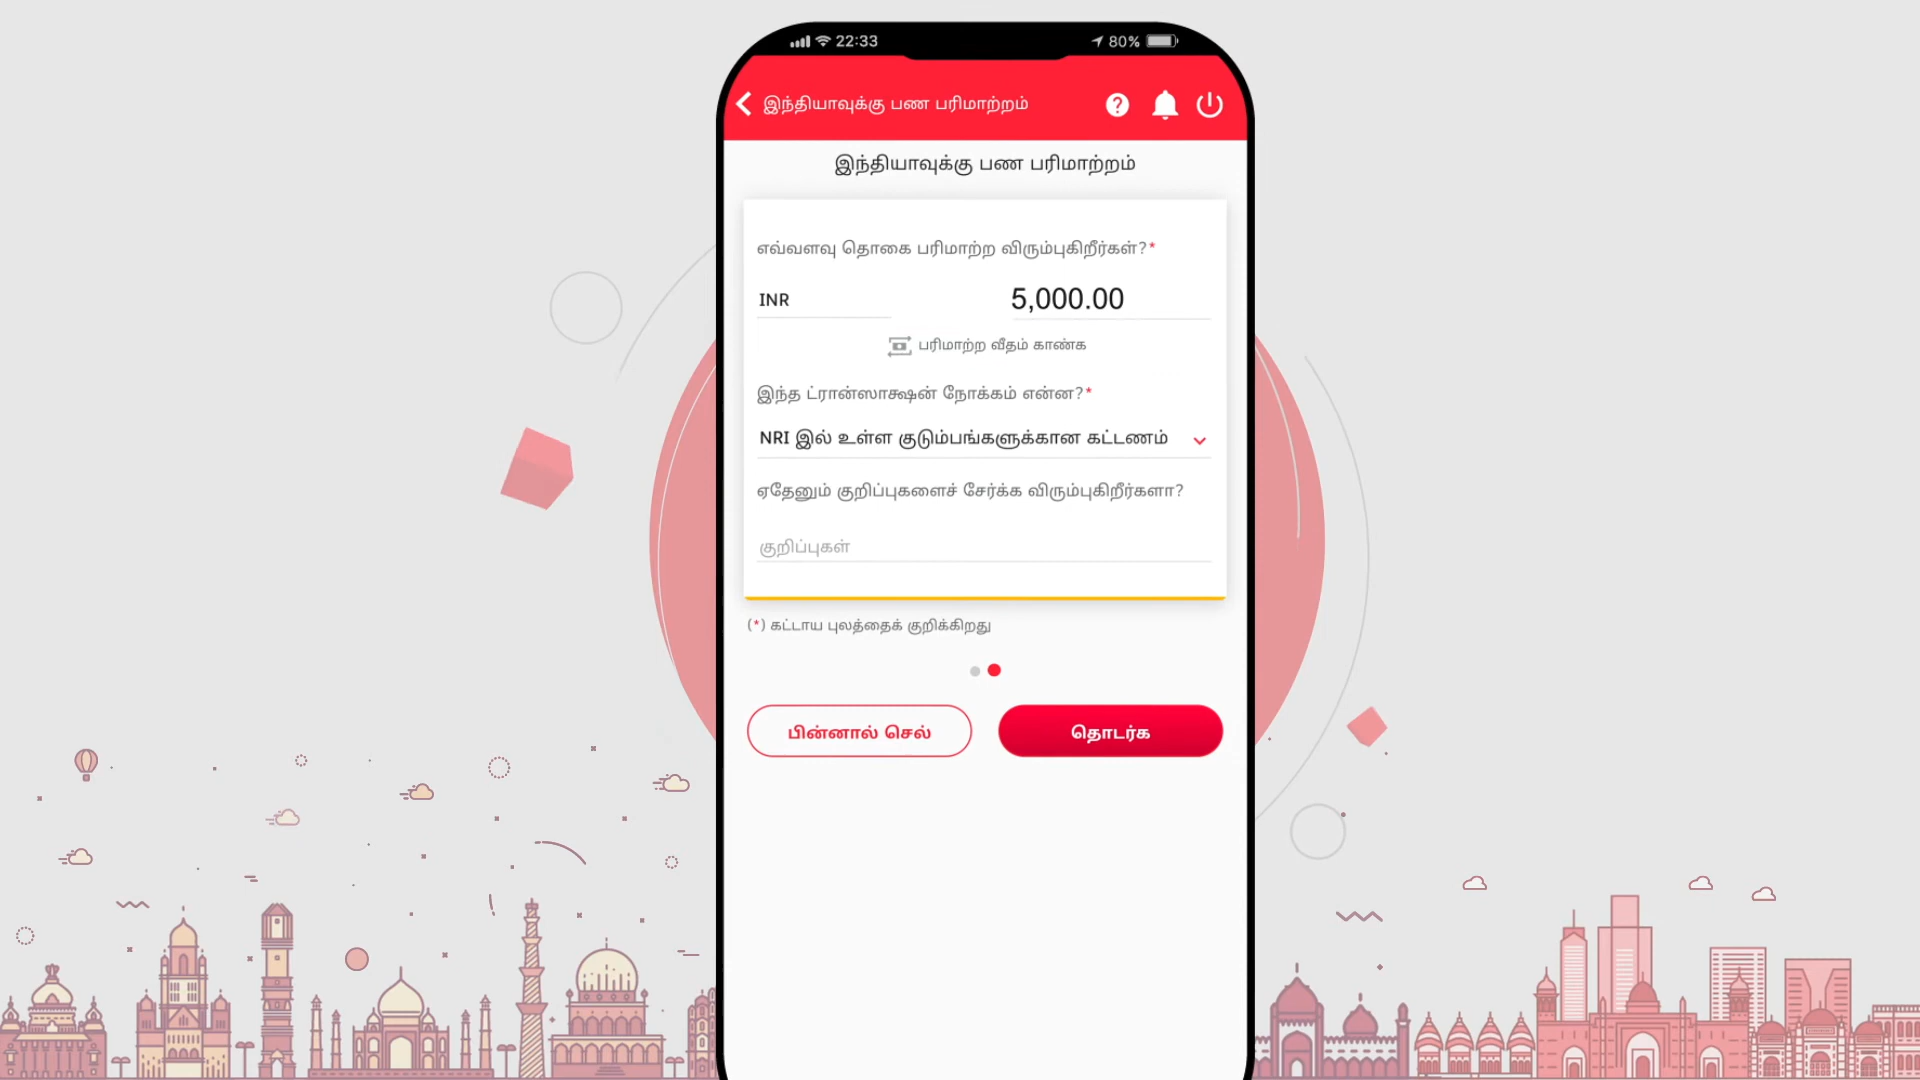 22:33 80%
இந்தியாவுக்கு பண பரிமாற்றம்
இந்தியாவுக்கு பண பரிமாற்றம்
எவ்வளவு தொகை பரிமாற்ற விரும்புகிறீர்கள்?*
INR 5,000.00
பரிமாற்ற வீதம் காண்க
இந்த ட்ரான்ஸாக்ஷன் நோக்கம் என்ன?*
NRI இல் உள்ள குடும்பங்களுக்கான கட்டணம்
ஏதேனும் குறிப்புகளைச் சேர்க்க விரும்புகிறீர்களா?
குறிப்புகள்
(*) கட்டாய புலத்தைக் குறிக்கிறது
பின்னால் செல் தொடர்க